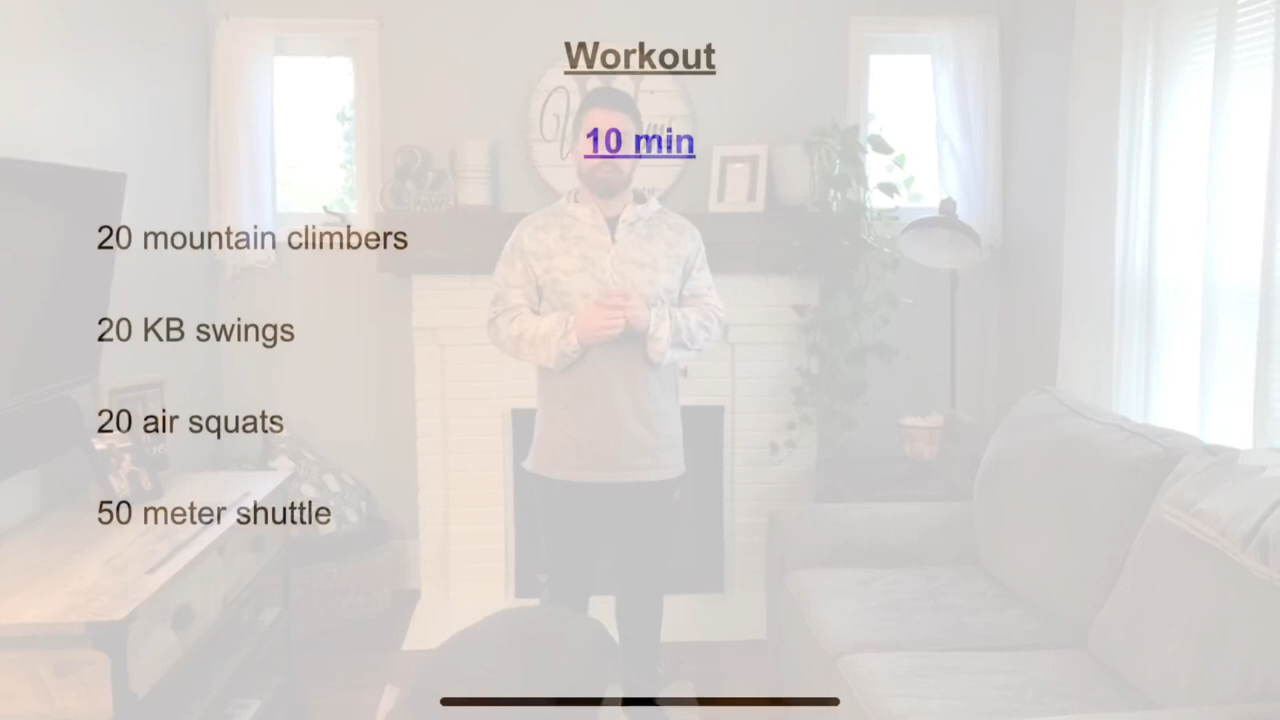 Workout
10 min
20 mountain climbers
20 KB swings
20 air squats
50 meter shuttle